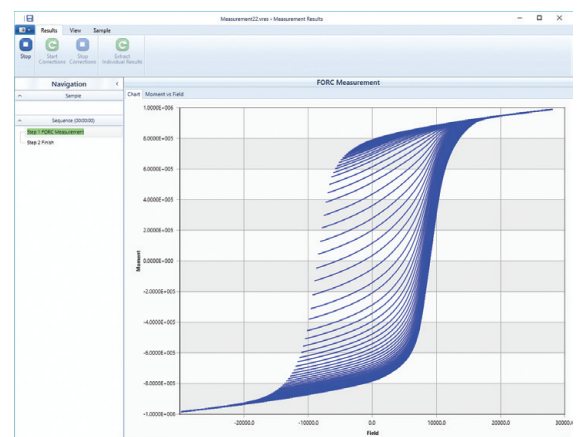 Measurement22.vres - Measurement Results
Results View Sample
Stop
Start Corrections
Stop Corrections
Extract Individual Results
Navigation
Sample
Sequence (00:00:00)
Step 1 FORC Measurement
Step 2 Finish
FORC Measurement
Chart Moment vs Field
1.0000E+006
8.0000E+005
6.0000E+005
4.0000E+005
2.0000E+005
0.0000E+000
-2.0000E+005
-4.0000E+005
-6.0000E+005
-8.0000E+005
-1.0000E+006
Moment
-20000.0 -10000.0 0.0 10000.0 20000.0 30000.0
Field